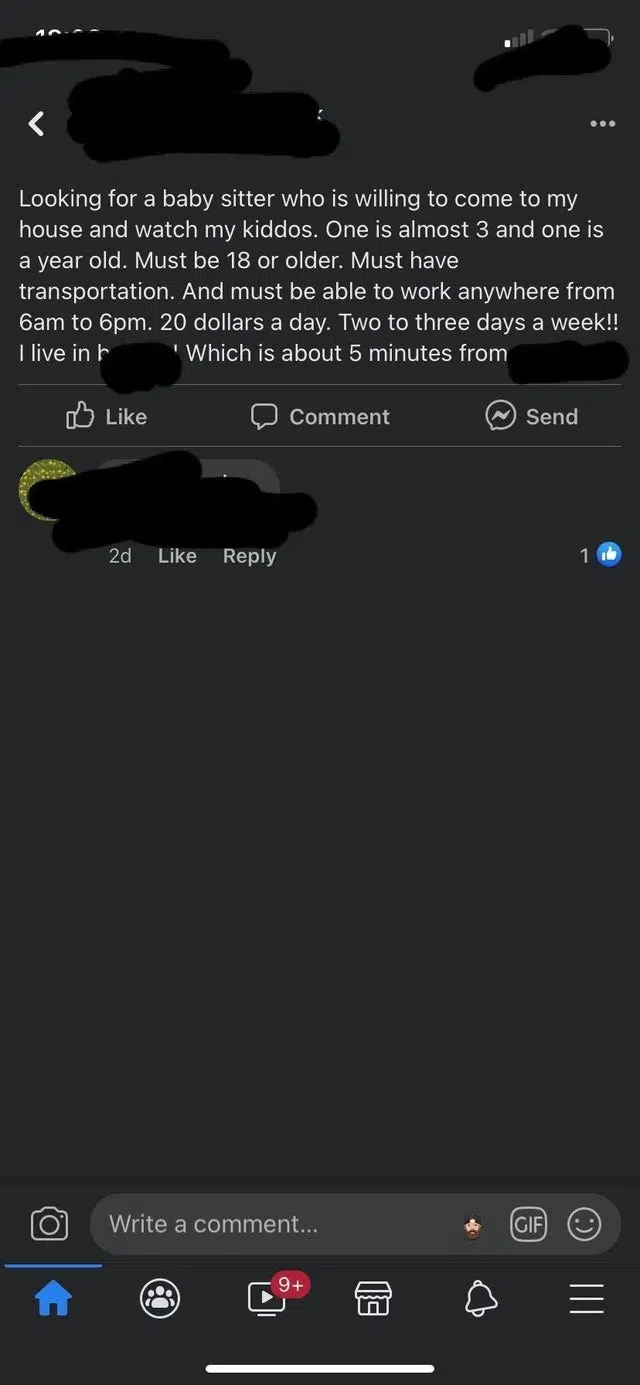 Looking for a baby sitter who is willing to come to my
house and watch my kiddos. One is almost 3 and one is
a year old. Must be 18 or older. Must have
transportation. And must be able to work anywhere from
6am to 6pm. 20 dollars a day. Two to three days a week!!
I live in ! Which is about 5 minutes from
Like Comment Send
2d Like Reply 1
Write a comment... GIF
9+